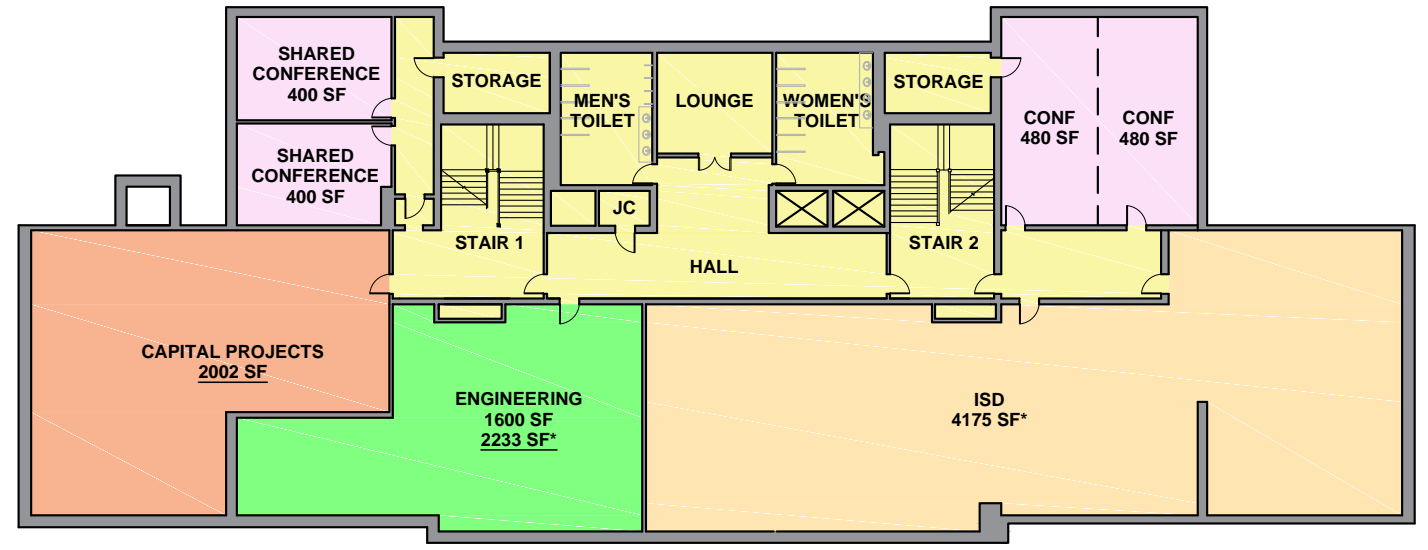 SHARED
CONFERENCE
400 SF
STORAGE
MEN'S
TOILET
LOUNGE
WOMEN'S
TOILET
STORAGE
CONF
480 SF
CONF
480 SF
SHARED
CONFERENCE
400 SF
JC
STAIR 1
HALL
STAIR 2
CAPITAL PROJECTS
2002 SF
ENGINEERING
1600 SF
2233 SF*
ISD
4175 SF*